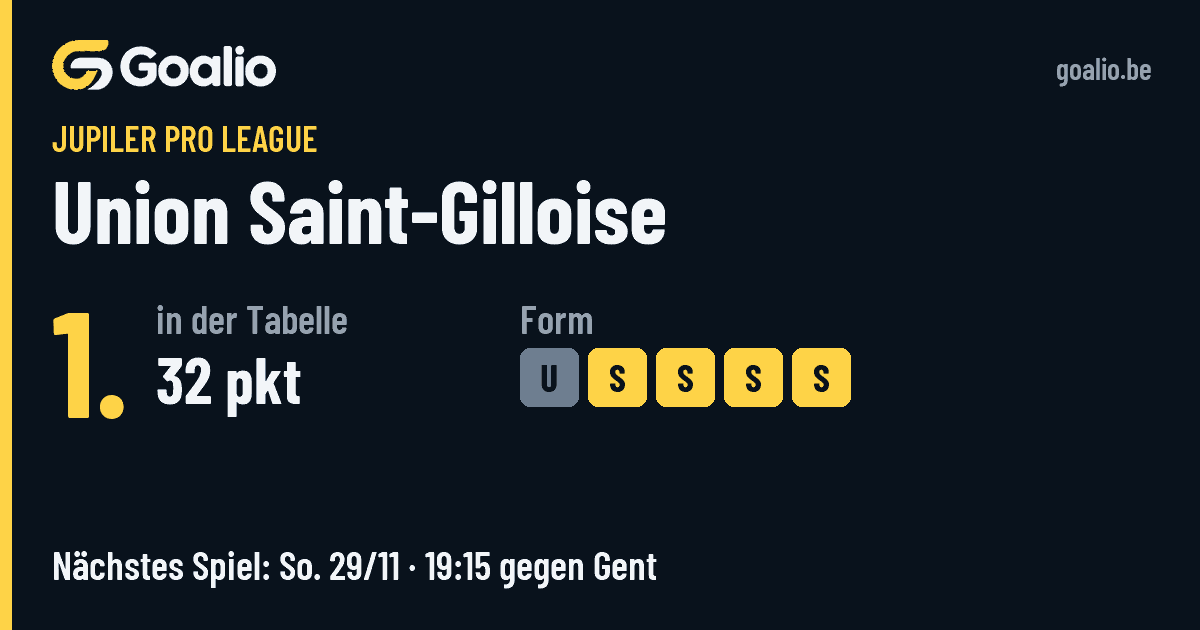 Goalio
goalio.be
JUPILER PRO LEAGUE
Union Saint-Gilloise
1.
in der Tabelle
32 pkt
Form
U S S S S
Nächstes Spiel: So. 29/11 · 19:15 gegen Gent